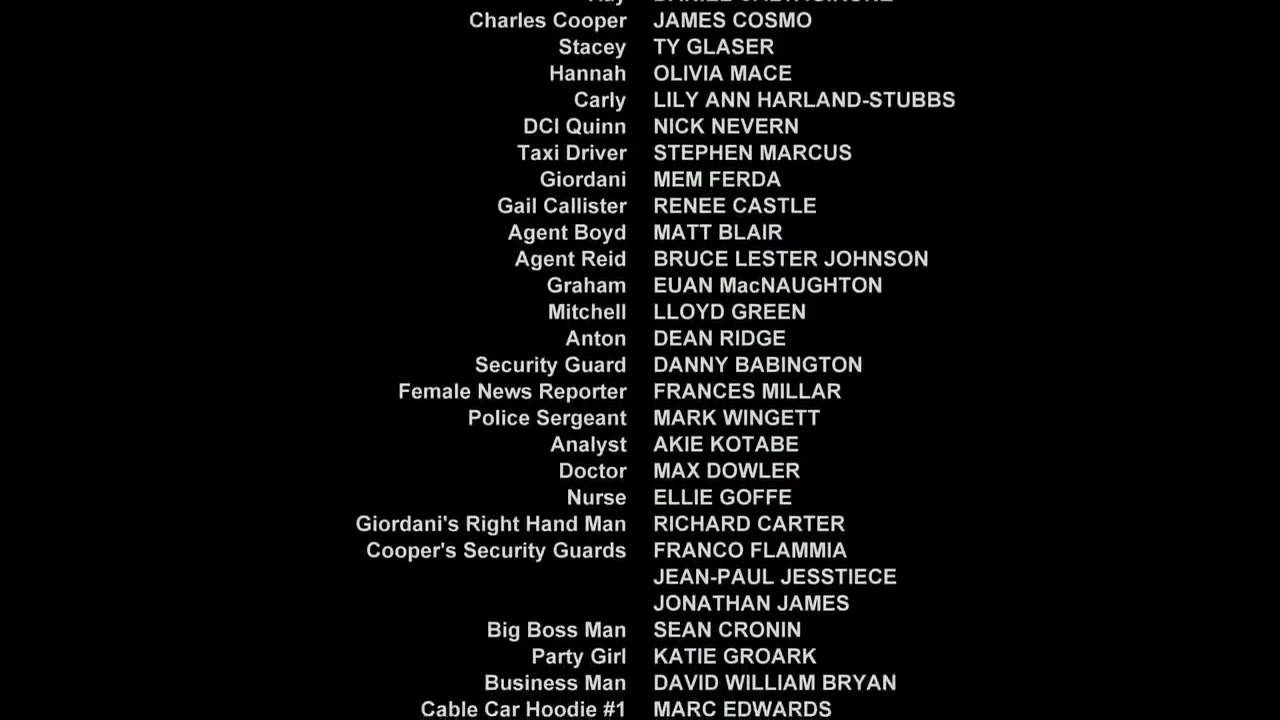 Charles Cooper JAMES COSMO
Stacey TY GLASER
Hannah OLIVIA MACE
Carly LILY ANN HARLAND-STUBBS
DCI Quinn NICK NEVERN
Taxi Driver STEPHEN MARCUS
Giordani MEM FERDA
Gail Callister RENEE CASTLE
Agent Boyd MATT BLAIR
Agent Reid BRUCE LESTER JOHNSON
Graham EUAN MacNAUGHTON
Mitchell LLOYD GREEN
Anton DEAN RIDGE
Security Guard DANNY BABINGTON
Female News Reporter FRANCES MILLAR
Police Sergeant MARK WINGETT
Analyst AKIE KOTABE
Doctor MAX DOWLER
Nurse ELLIE GOFFE
Giordani's Right Hand Man RICHARD CARTER
Cooper's Security Guards FRANCO FLAMMIA
JEAN-PAUL JESSTIECE
JONATHAN JAMES
Big Boss Man SEAN CRONIN
Party Girl KATIE GROARK
Business Man DAVID WILLIAM BRYAN
Cable Car Hoodie #1 MARC EDWARDS